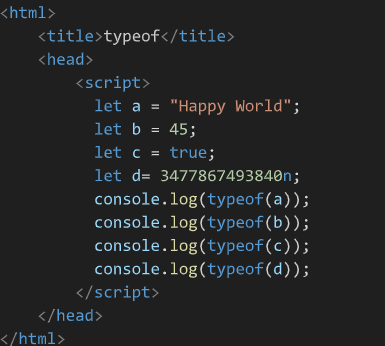 <html>
    <title>typeof</title>
    <head>
        <script>
          let a = "Happy World";
          let b = 45;
          let c = true;
          let d= 3477867493840n;
          console.log(typeof(a));
          console.log(typeof(b));
          console.log(typeof(c));
          console.log(typeof(d));
        </script>
    </head>
</html>